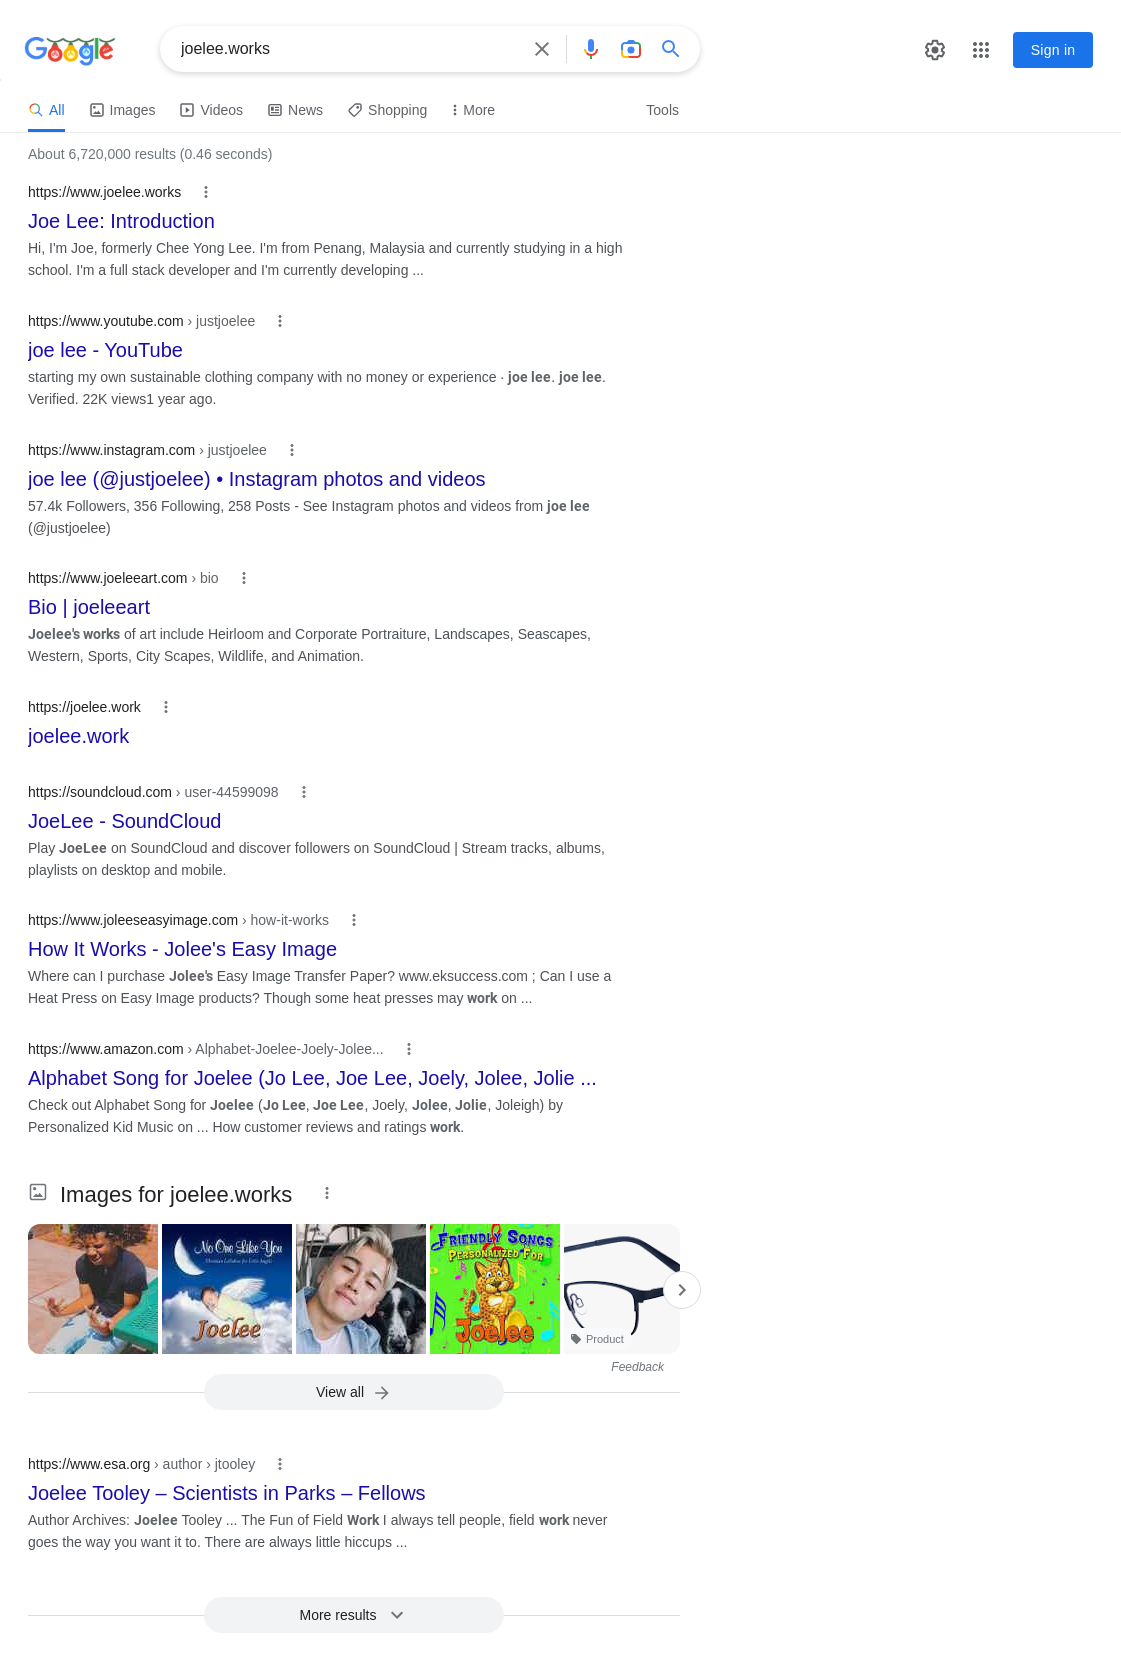 Google
joelee.works
Sign in
All
Images
Videos
News
Shopping
More
Tools
About 6,720,000 results (0.46 seconds)
https://www.joelee.works
Joe Lee: Introduction
Hi, I'm Joe, formerly Chee Yong Lee. I'm from Penang, Malaysia and currently studying in a high
school. I'm a full stack developer and I'm currently developing ...
https://www.youtube.com › justjoelee
joe lee - YouTube
starting my own sustainable clothing company with no money or experience · joe lee. joe lee.
Verified. 22K views1 year ago.
https://www.instagram.com › justjoelee
joe lee (@justjoelee) • Instagram photos and videos
57.4k Followers, 356 Following, 258 Posts - See Instagram photos and videos from joe lee
(@justjoelee)
https://www.joeleeart.com › bio
Bio | joeleeart
Joelee's works of art include Heirloom and Corporate Portraiture, Landscapes, Seascapes,
Western, Sports, City Scapes, Wildlife, and Animation.
https://joelee.work
joelee.work
https://soundcloud.com › user-44599098
JoeLee - SoundCloud
Play JoeLee on SoundCloud and discover followers on SoundCloud | Stream tracks, albums,
playlists on desktop and mobile.
https://www.joleeseasyimage.com › how-it-works
How It Works - Jolee's Easy Image
Where can I purchase Jolee's Easy Image Transfer Paper? www.eksuccess.com ; Can I use a
Heat Press on Easy Image products? Though some heat presses may work on ...
https://www.amazon.com › Alphabet-Joelee-Joely-Jolee...
Alphabet Song for Joelee (Jo Lee, Joe Lee, Joely, Jolee, Jolie ...
Check out Alphabet Song for Joelee (Jo Lee, Joe Lee, Joely, Jolee, Jolie, Joleigh) by
Personalized Kid Music on ... How customer reviews and ratings work.
Images for joelee.works
No One Like You
Christian Lullabies for Little Angels
Joelee
FRIENDLY SONGS
PERSONALIZED FOR
JOELEE
Product
Feedback
View all
https://www.esa.org › author › jtooley
Joelee Tooley – Scientists in Parks – Fellows
Author Archives: Joelee Tooley ... The Fun of Field Work I always tell people, field work never
goes the way you want it to. There are always little hiccups ...
More results